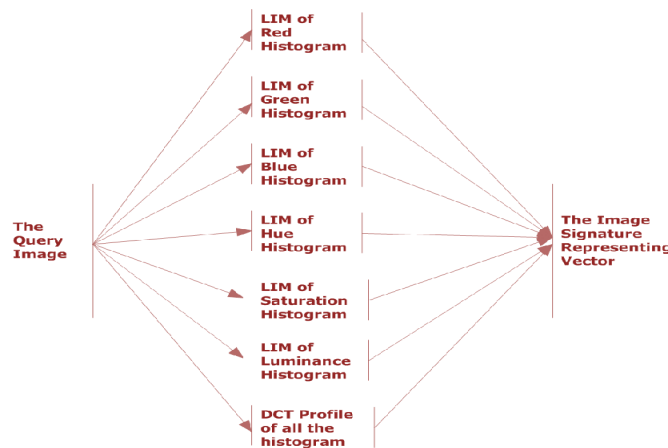 The
Query
Image
LIM of
Red
Histogram
LIM of
Green
Histogram
LIM of
Blue
Histogram
LIM of
Hue
Histogram
LIM of
Saturation
Histogram
LIM of
Luminance
Histogram
DCT Profile
of all the
histogram
The Image
Signature
Representing
Vector